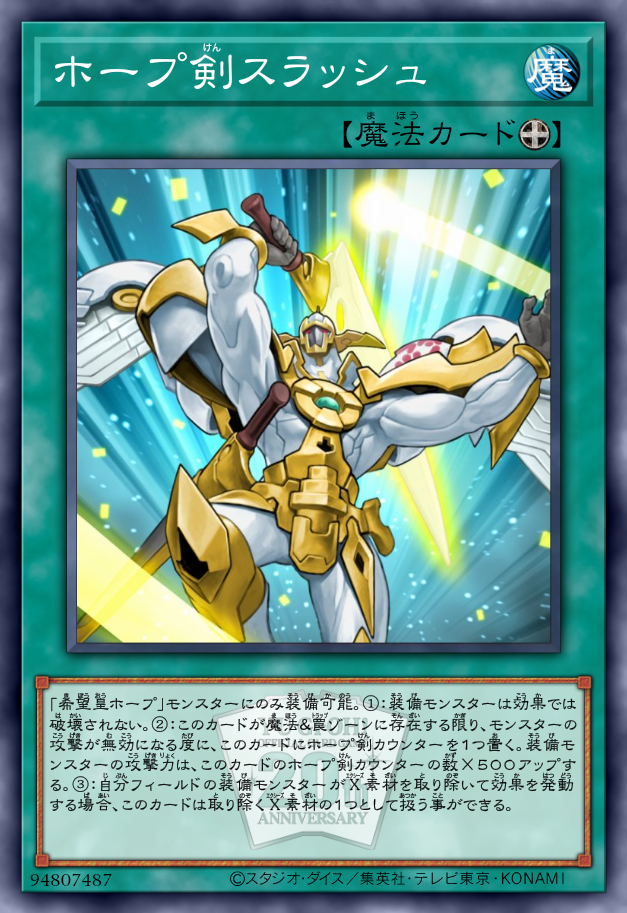 ホープ剣スラッシュ
魔
【魔法カード】
「希望皇ホープ」モンスターにのみ装備可能。①:装備モンスターは効果では
破壊されない。②:このカードが魔法&罠ゾーンに存在する限り、モンスターの
攻撃が無効になる度に、このカードにホープ剣カウンターを1つ置く。装備モ
ンスターの攻撃力は、このカードのホープ剣カウンターの数×500アップす
る。③:自分フィールドの装備モンスターがX素材を取り除いて効果を発動
する場合、このカードは取り除くX素材の1つとして扱う事ができる。
20th
ANNIVERSARY
94807487
©スタジオ・ダイス/集英社・テレビ東京・KONAMI